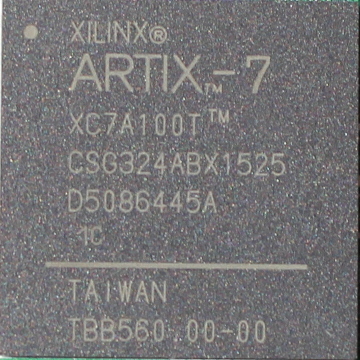 XILINX®
ARTIX™-7
XC7A100T™
CSG324ABX1525
D5086445A
1C
TAIWAN
TBB560 00-00